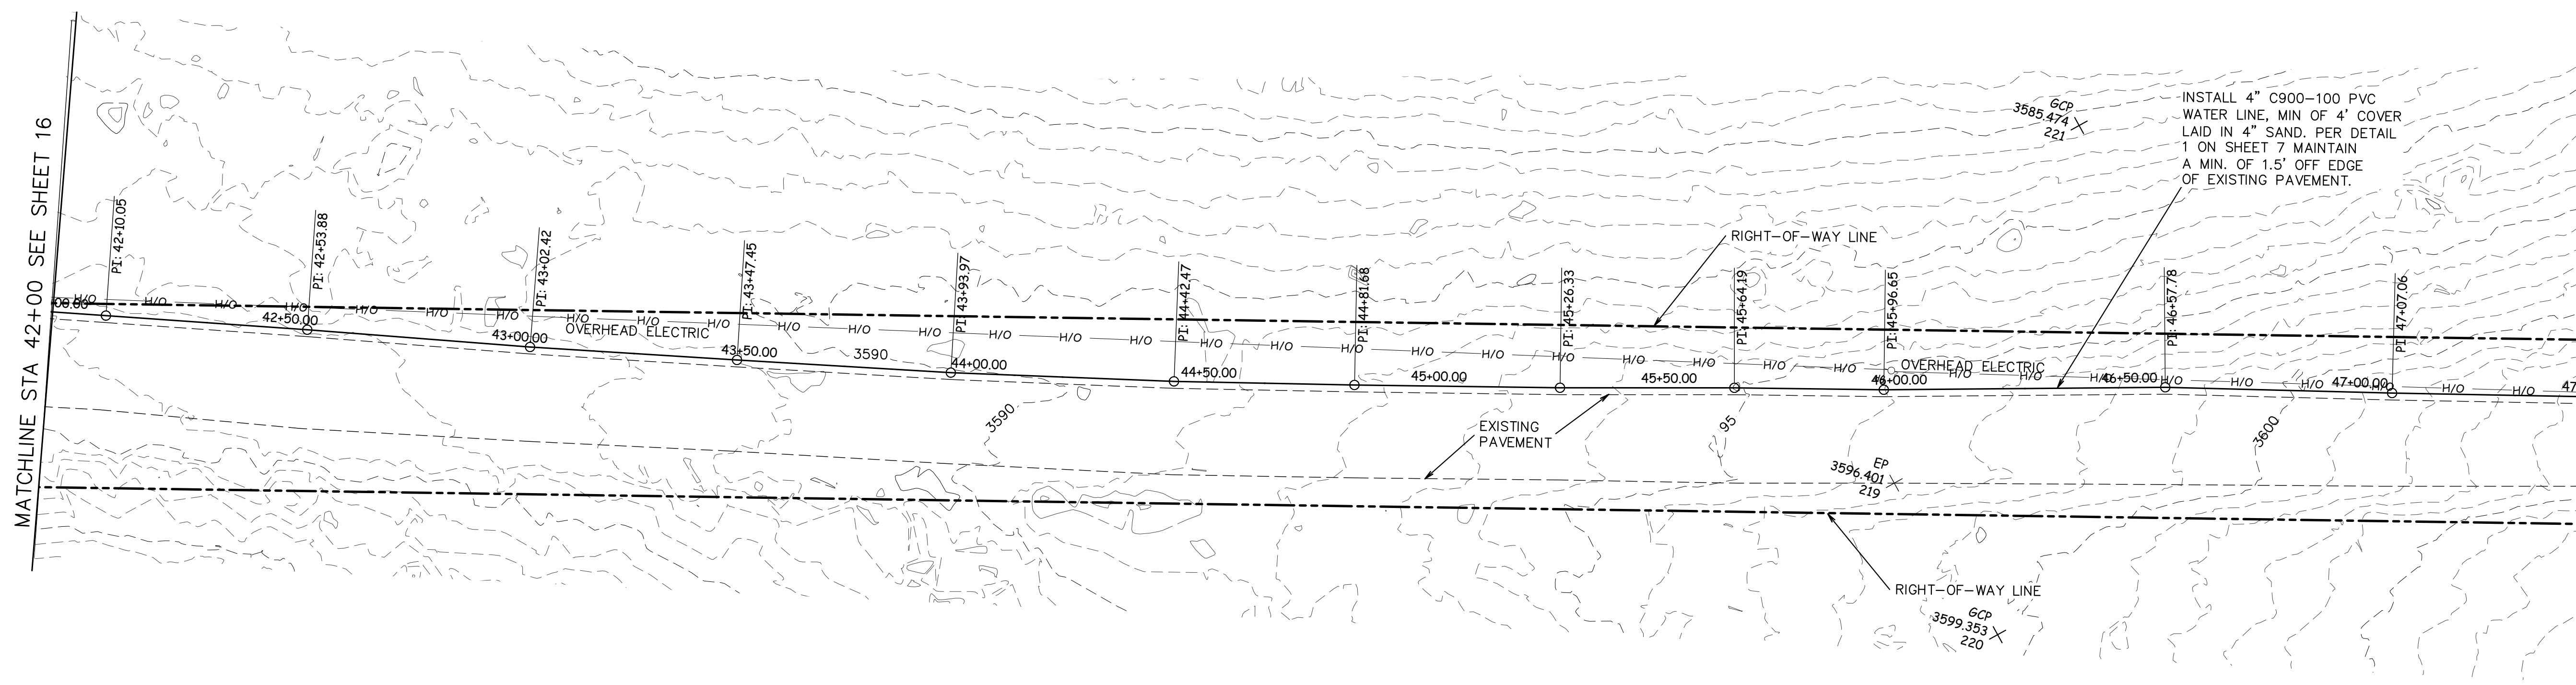 MATCHLINE STA 42+00 SEE SHEET 16
PI: 42+10.05
PI: 42+53.88
PI: 43+02.42
PI: 43+47.45
PI: 43+93.97
PI: 44+42.47
PI: 44+81.68
PI: 45+26.33
PI: 45+64.19
PI: 45+96.65
PI: 46+57.78
PI: 47+07.06
GCP
3585.474
221
INSTALL 4" C900-100 PVC
WATER LINE, MIN OF 4' COVER
LAID IN 4" SAND. PER DETAIL
1 ON SHEET 7 MAINTAIN
A MIN. OF 1.5' OFF EDGE
OF EXISTING PAVEMENT.
RIGHT-OF-WAY LINE
H/O H/O H/O H/O H/O H/O H/O H/O H/O H/O H/O H/O H/O H/O H/O H/O H/O H/O H/O H/O H/O H/O H/O H/O H/O H/O H/O H/O H/O H/O H/O H/O H/O H/O H/O
42+50.00
43+00.00
OVERHEAD ELECTRIC
43+50.00
3590
44+00.00
44+50.00
45+00.00
45+50.00
46+00.00
OVERHEAD ELECTRIC
46+50.00
47+00.00
47
3590
EXISTING
PAVEMENT
95
3600
EP
3596.401
219
RIGHT-OF-WAY LINE
GCP
3599.353
220